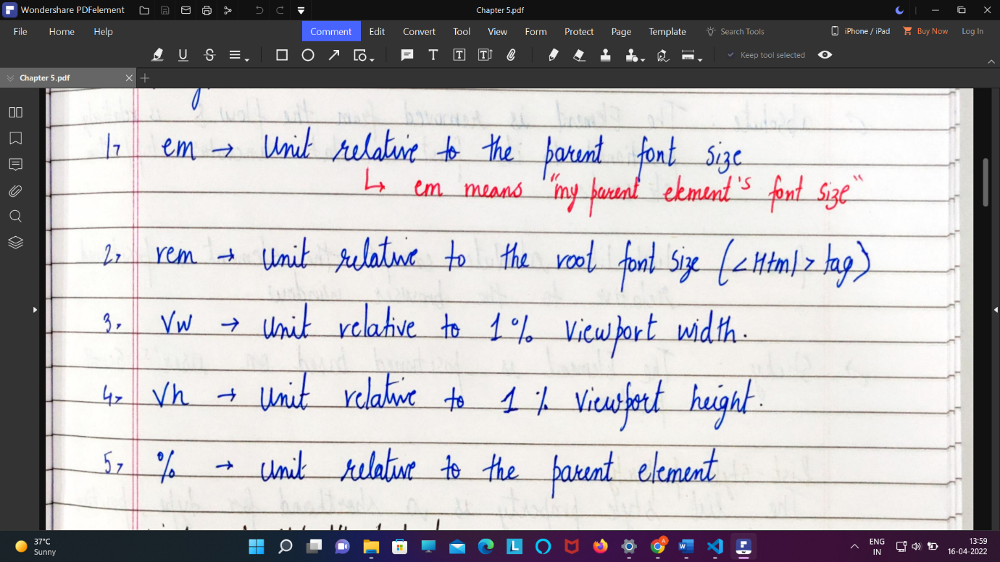 Wondershare PDFelement
Chapter 5.pdf
File Home Help Comment Edit Convert Tool View Form Protect Page Template Search Tools iPhone / iPad Buy Now Log In
Keep tool selected
Chapter 5.pdf
1→ em → Unit relative to the parent font size
↳ em means "my parent element's font size"
2→ rem → Unit relative to the root font size (<Html> tag)
3→ Vw → Unit relative to 1% Viewport width.
4→ Vh → Unit relative to 1% Viewport height.
5→ % → Unit relative to the parent element
37°C
Sunny
ENG
IN
13:59
16-04-2022